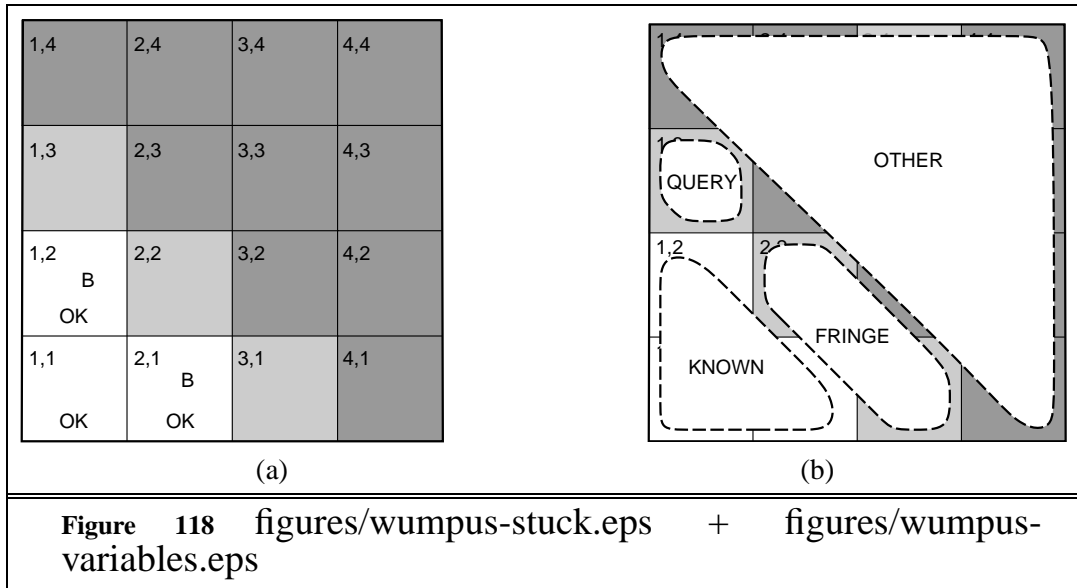 1,4 2,4 3,4 4,4
1,3 2,3 3,3 4,3
1,2 2,2 3,2 4,2
B
OK
1,1 2,1 3,1 4,1
B
OK OK
(a)
OTHER
QUERY
1,2
FRINGE
KNOWN
(b)
Figure 118 figures/wumpus-stuck.eps + figures/wumpus-
variables.eps